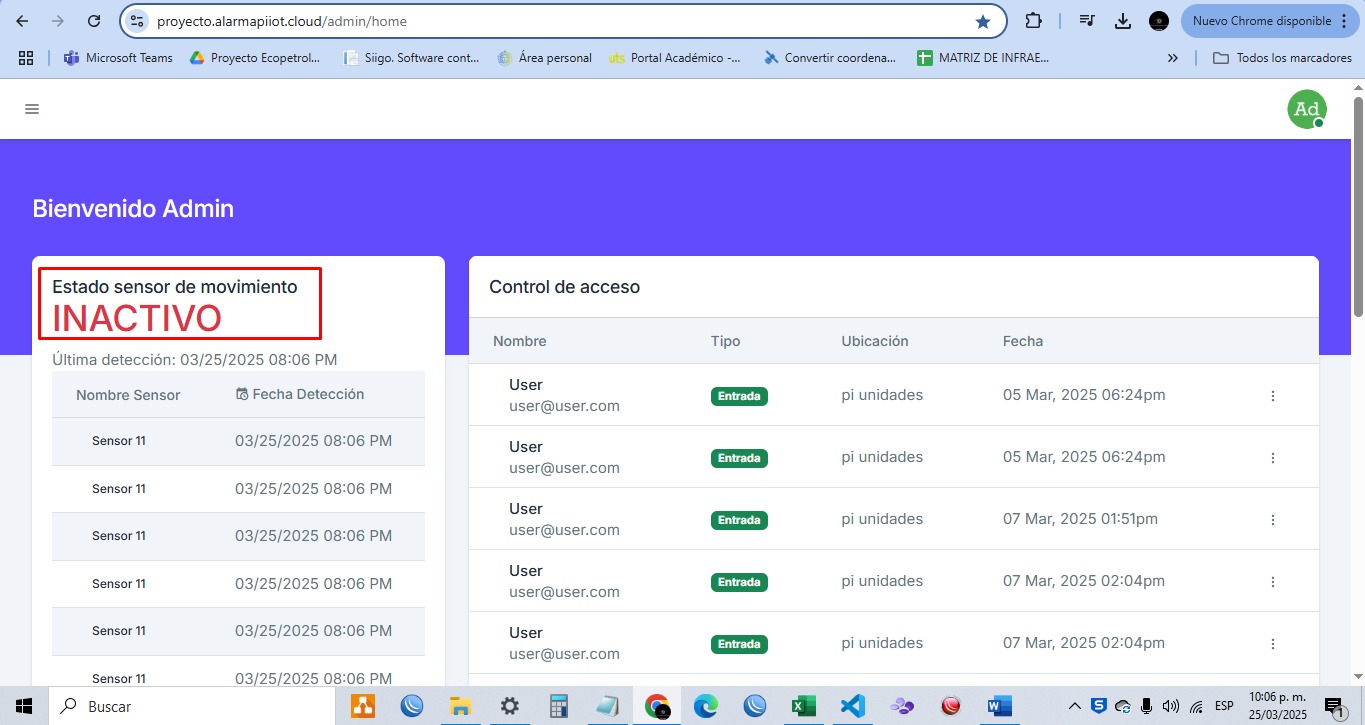 proyecto.alarmapiiot.cloud/admin/home
Nuevo Chrome disponible
Microsoft Teams
Proyecto Ecopetrol...
Siigo. Software cont...
Área personal
uts Portal Académico -...
Convertir coordena...
MATRIZ DE INFRAE...
»
Todos los marcadores
Ad
Bienvenido Admin
Estado sensor de movimiento
INACTIVO
Última detección: 03/25/2025 08:06 PM
Nombre Sensor Fecha Detección
Sensor 11 03/25/2025 08:06 PM
Sensor 11 03/25/2025 08:06 PM
Sensor 11 03/25/2025 08:06 PM
Sensor 11 03/25/2025 08:06 PM
Sensor 11 03/25/2025 08:06 PM
Sensor 11 03/25/2025 08:06 PM
Control de acceso
Nombre Tipo Ubicación Fecha
User
user@user.com
Entrada pi unidades 05 Mar, 2025 06:24pm
User
user@user.com
Entrada pi unidades 05 Mar, 2025 06:24pm
User
user@user.com
Entrada pi unidades 07 Mar, 2025 01:51pm
User
user@user.com
Entrada pi unidades 07 Mar, 2025 02:04pm
User
user@user.com
Entrada pi unidades 07 Mar, 2025 02:04pm
Buscar
ESP
10:06 p. m.
25/03/2025
1